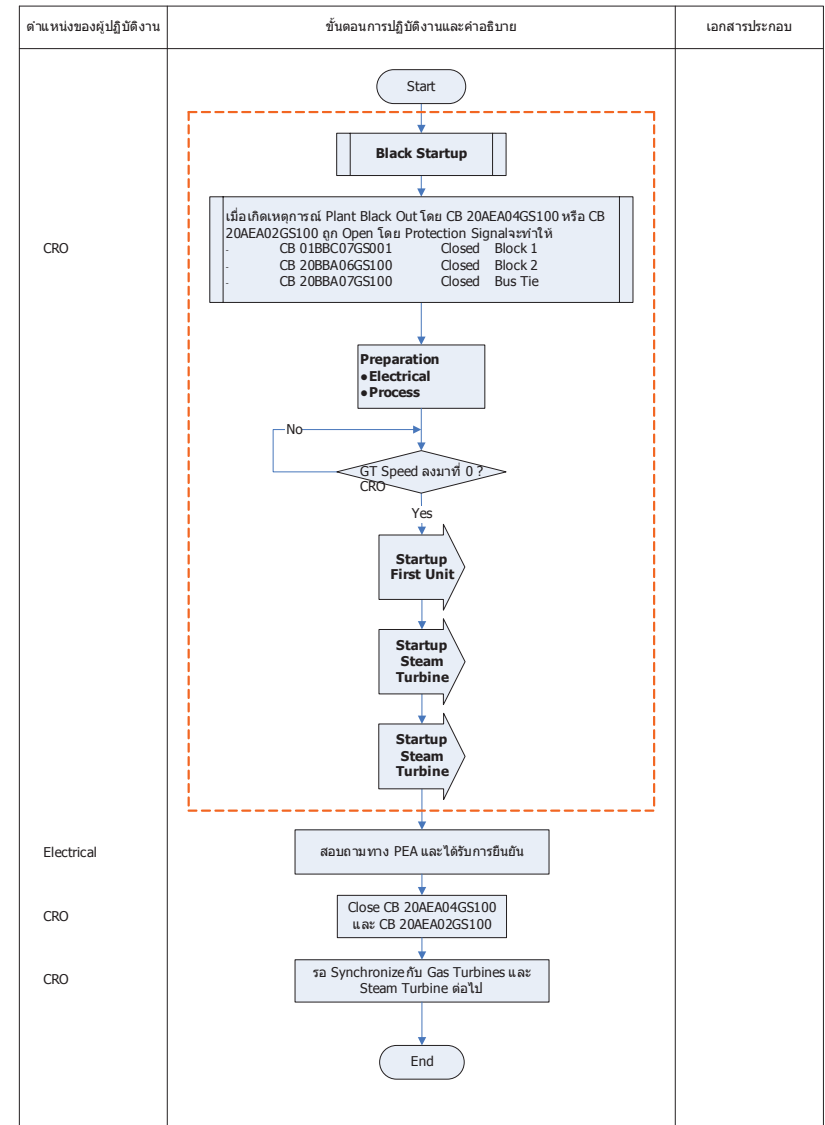 ตำแหน่งของผู้ปฏิบัติงาน
ขั้นตอนการปฏิบัติงานและคำอธิบาย
เอกสารประกอบ
Start
Black Startup
CRO
เมื่อเกิดเหตุการณ์ Plant Black Out โดย CB 20AEA04GS100 หรือ CB
20AEA02GS100 ถูก Open โดย Protection Signalจะทำให้
- CB 01BBC07GS001 Closed Block 1
- CB 20BBA06GS100 Closed Block 2
- CB 20BBA07GS100 Closed Bus Tie
Preparation
●Electrical
●Process
No
GT Speed ลงมาที่ 0 ?
CRO
Yes
Startup
First Unit
Startup
Steam
Turbine
Startup
Steam
Turbine
Electrical
สอบถามทาง PEA และได้รับการยืนยัน
CRO
Close CB 20AEA04GS100
และ CB 20AEA02GS100
CRO
รอ Synchronize กับ Gas Turbines และ
Steam Turbine ต่อไป
End